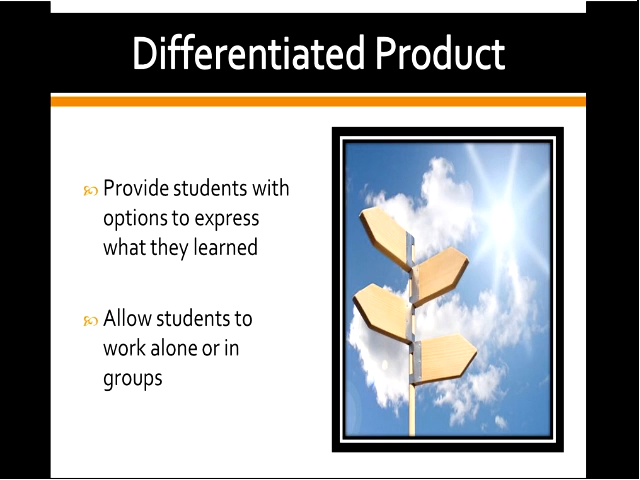 Differentiated Product
Provide students with
options to express
what they learned
Allow students to
work alone or in
groups